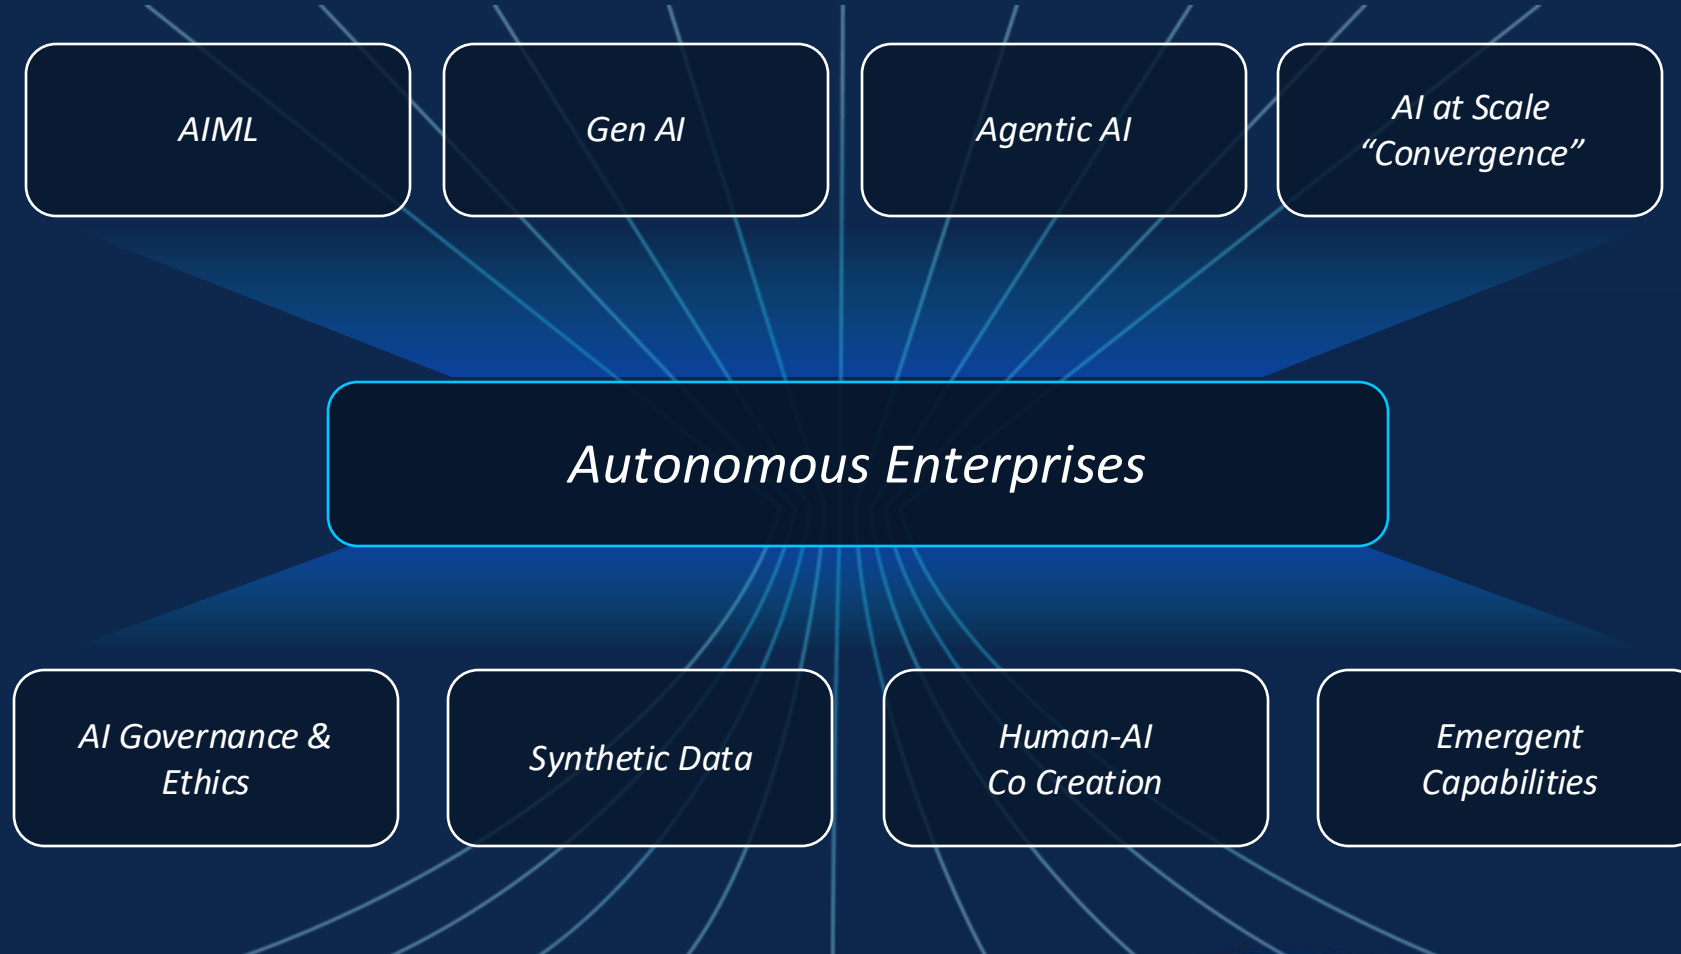 AIML
Gen AI
Agentic AI
AI at Scale
“Convergence”
Autonomous Enterprises
AI Governance &
Ethics
Synthetic Data
Human-AI
Co Creation
Emergent
Capabilities